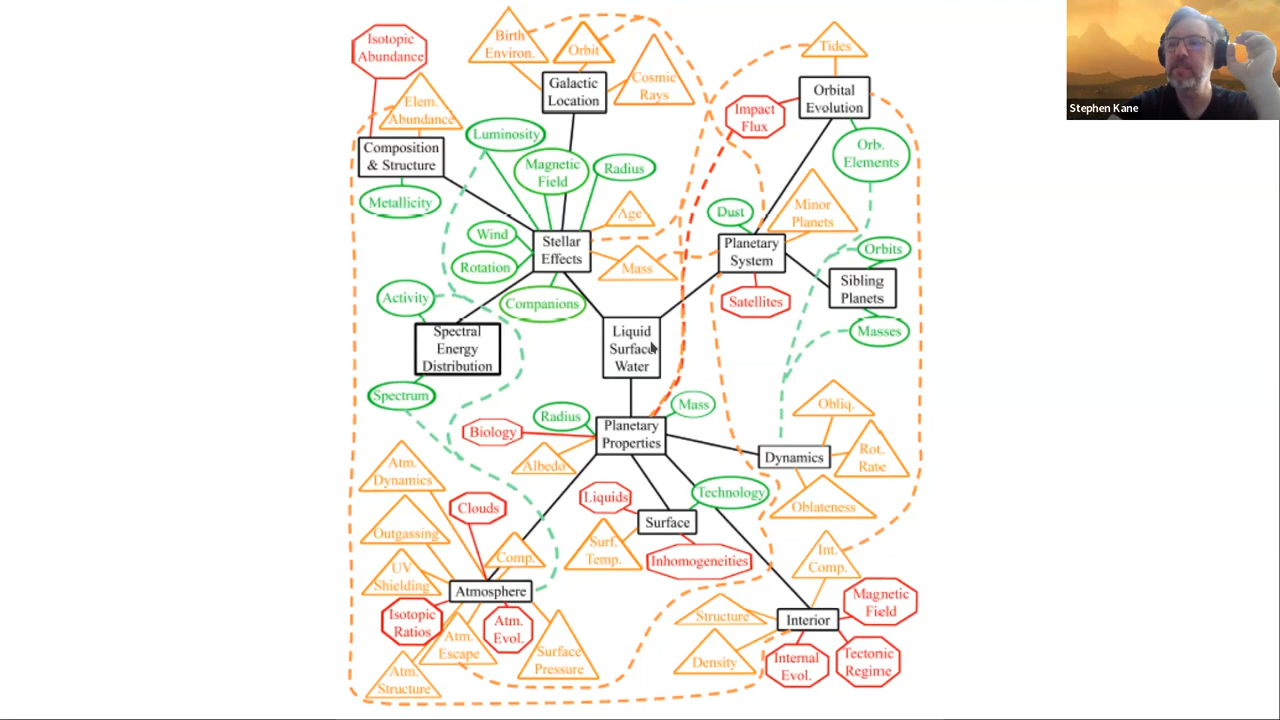 Isotopic
Abundance
Birth
Environ.
Orbit
Cosmic
Rays
Galactic
Location
Tides
Orbital
Evolution
Impact
Flux
Stephen Kane
Elem.
Abundance
Luminosity
Composition
& Structure
Magnetic
Field
Radius
Orb.
Elements
Metallicity
Age
Dust
Minor
Planets
Wind
Stellar
Effects
Planetary
System
Orbits
Rotation
Mass
Sibling
Planets
Activity
Companions
Satellites
Masses
Spectral
Energy
Distribution
Liquid
Surface
Water
Spectrum
Radius
Mass
Obliq.
Biology
Planetary
Properties
Albedo
Dynamics
Rot.
Rate
Atm.
Dynamics
Liquids
Technology
Oblateness
Clouds
Surface
Outgassing
Comp.
Surf.
Temp.
Inhomogeneities
Int.
Comp.
UV
Shielding
Atmosphere
Magnetic
Field
Isotopic
Ratios
Atm.
Evol.
Structure
Interior
Atm.
Escape
Surface
Pressure
Density
Internal
Evol.
Tectonic
Regime
Atm.
Structure